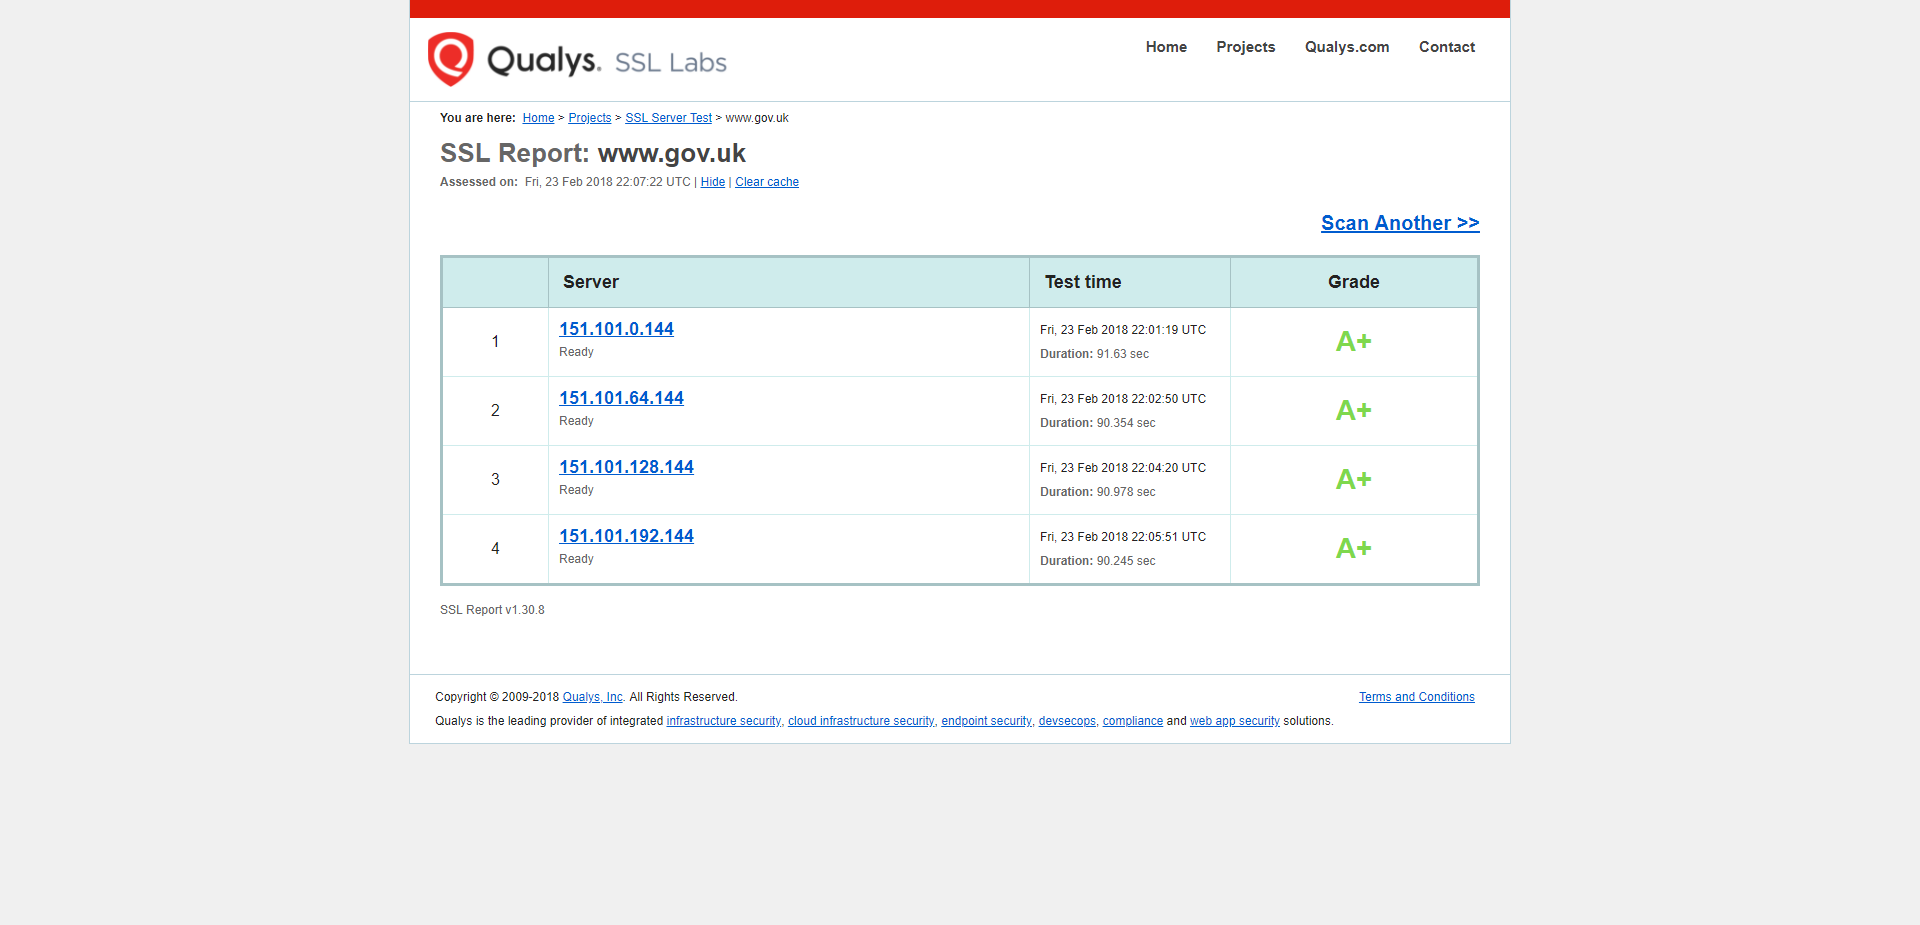 Qualys. SSL Labs
Home Projects Qualys.com Contact
You are here: Home > Projects > SSL Server Test > www.gov.uk
SSL Report: www.gov.uk
Assessed on: Fri, 23 Feb 2018 22:07:22 UTC | Hide | Clear cache
Scan Another >>
Server Test time Grade
1 151.101.0.144 Fri, 23 Feb 2018 22:01:19 UTC A+
Ready Duration: 91.63 sec
2 151.101.64.144 Fri, 23 Feb 2018 22:02:50 UTC A+
Ready Duration: 90.354 sec
3 151.101.128.144 Fri, 23 Feb 2018 22:04:20 UTC A+
Ready Duration: 90.978 sec
4 151.101.192.144 Fri, 23 Feb 2018 22:05:51 UTC A+
Ready Duration: 90.245 sec
SSL Report v1.30.8
Copyright © 2009-2018 Qualys, Inc. All Rights Reserved. Terms and Conditions
Qualys is the leading provider of integrated infrastructure security, cloud infrastructure security, endpoint security, devsecops, compliance and web app security solutions.